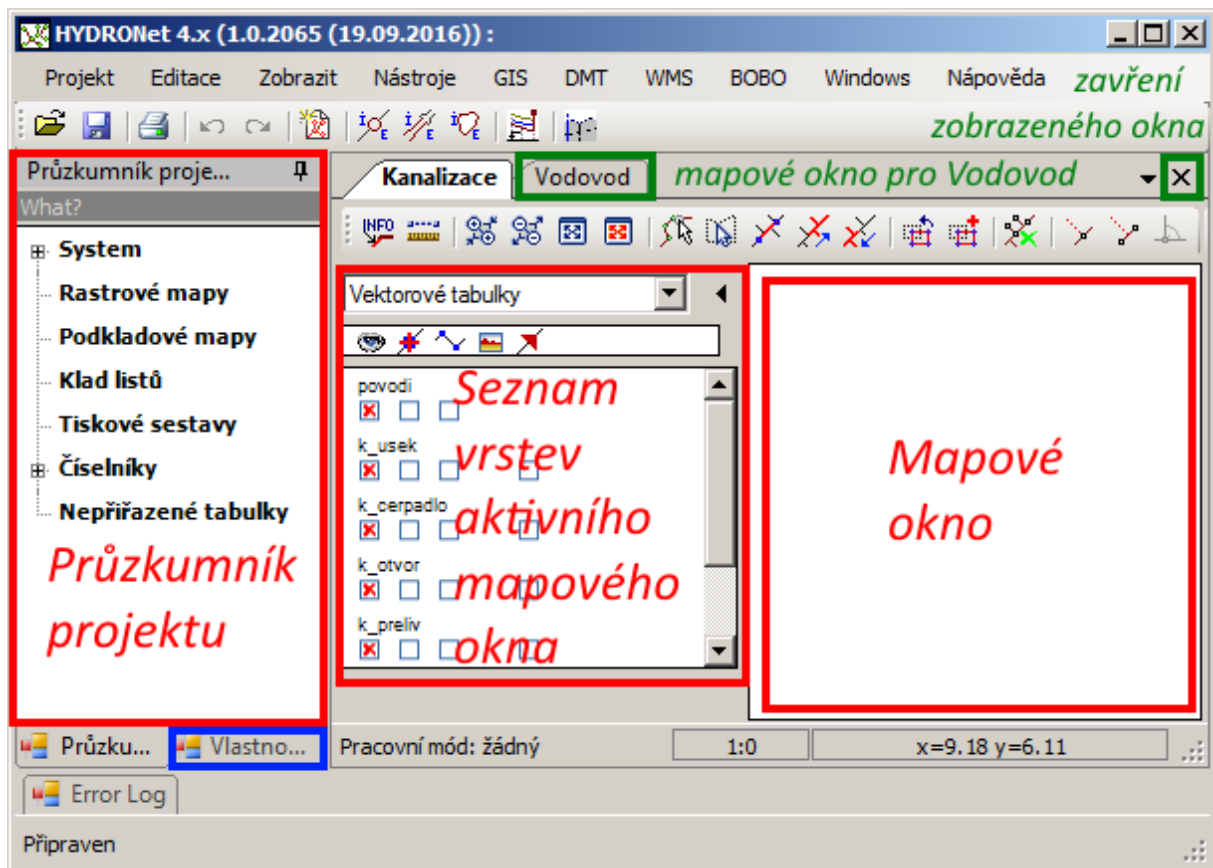 HYDRONet 4.x (1.0.2065 (19.09.2016)) :
Projekt Editace Zobrazit Nástroje GIS DMT WMS BOBO Windows Nápověda
zavření
zobrazeného okna
Průzkumník proje...
What?
System
Rastrové mapy
Podkladové mapy
Klad listů
Tiskové sestavy
Číselníky
Nepřiřazené tabulky
Průzkumník
projektu
Kanalizace Vodovod
mapové okno pro Vodovod
INFO
Vektorové tabulky
povodi
k_usek
k_cerpadlo
k_otvor
k_preliv
Seznam
vrstev
aktivního
mapového
okna
Mapové
okno
Průzku... Vlastno...
Pracovní mód: žádný 1:0 x=9.18 y=6.11
Error Log
Připraven